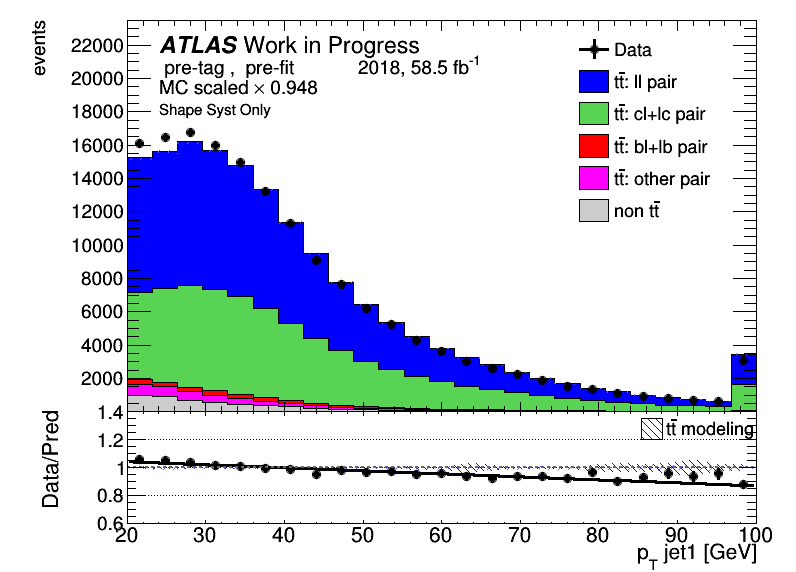 events
22000
20000
18000
16000
14000
12000
10000
8000
6000
4000
2000
ATLAS Work in Progress
pre-tag , pre-fit 2018, 58.5 fb⁻¹
MC scaled × 0.948
Shape Syst Only
Data
tt̄: ll pair
tt̄: cl+lc pair
tt̄: bl+lb pair
tt̄: other pair
non tt̄
Data/Pred
1.4
1.2
1
0.8
0.6
tt̄ modeling
20 30 40 50 60 70 80 90 100
p_T jet1 [GeV]